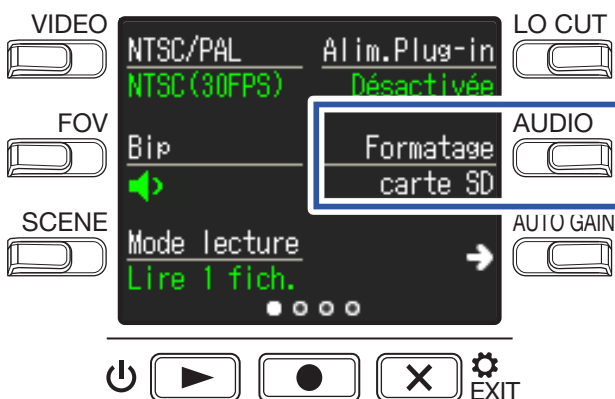 VIDEO
LO CUT
NTSC/PAL
Alim.Plug-in
NTSC(30FPS)
Désactivée
FOV
AUDIO
Bip
Formatage
carte SD
SCENE
AUTO GAIN
Mode lecture
Lire 1 fich.
EXIT